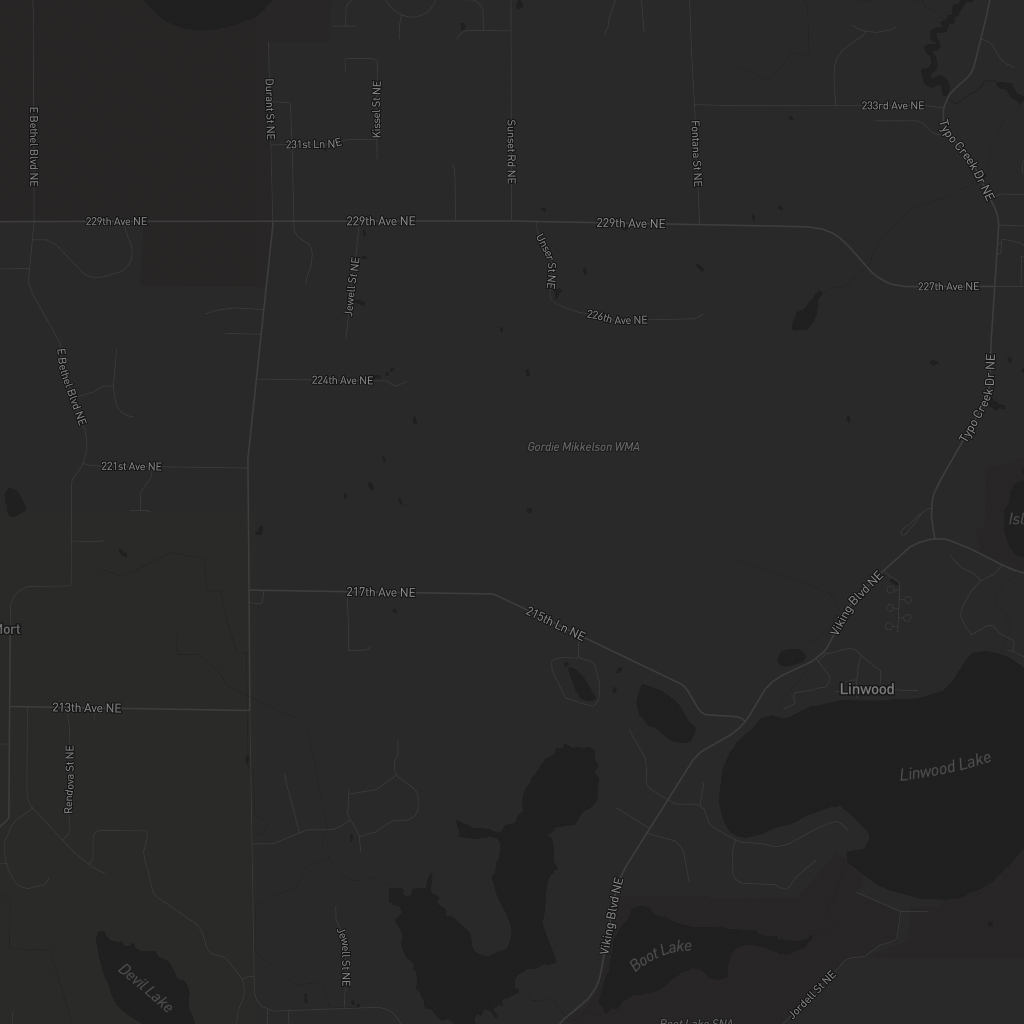 E Bethel Blvd NE
Durant St NE
Kissel St NE
231st Ln NE
Sunset Rd NE
Fontana St NE
233rd Ave NE
Typo Creek Dr NE
229th Ave NE
229th Ave NE
229th Ave NE
Jewell St NE
Unser St NE
227th Ave NE
226th Ave NE
E Bethel Blvd NE
224th Ave NE
Typo Creek Dr NE
Gordie Mikkelson WMA
221st Ave NE
Isl
217th Ave NE
215th Ln NE
Viking Blvd NE
Mort
Linwood
213th Ave NE
Rendova St NE
Linwood Lake
Viking Blvd NE
Jewell St NE
Boot Lake
Devil Lake
Jordell St NE
Boot Lake SNA